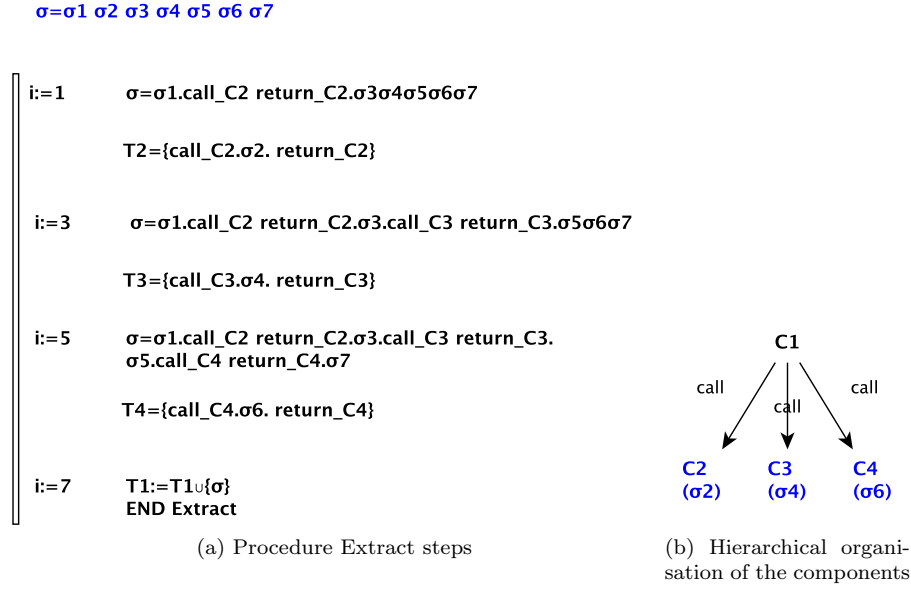 σ=σ1 σ2 σ3 σ4 σ5 σ6 σ7
i:=1 σ=σ1.call_C2 return_C2.σ3σ4σ5σ6σ7
T2={call_C2.σ2. return_C2}
i:=3 σ=σ1.call_C2 return_C2.σ3.call_C3 return_C3.σ5σ6σ7
T3={call_C3.σ4. return_C3}
i:=5 σ=σ1.call_C2 return_C2.σ3.call_C3 return_C3.
σ5.call_C4 return_C4.σ7
T4={call_C4.σ6. return_C4}
i:=7 T1:=T1∪{σ}
END Extract
(a) Procedure Extract steps
C1
call call
call
C2 C3 C4
(σ2) (σ4) (σ6)
(b) Hierarchical organi-
sation of the components